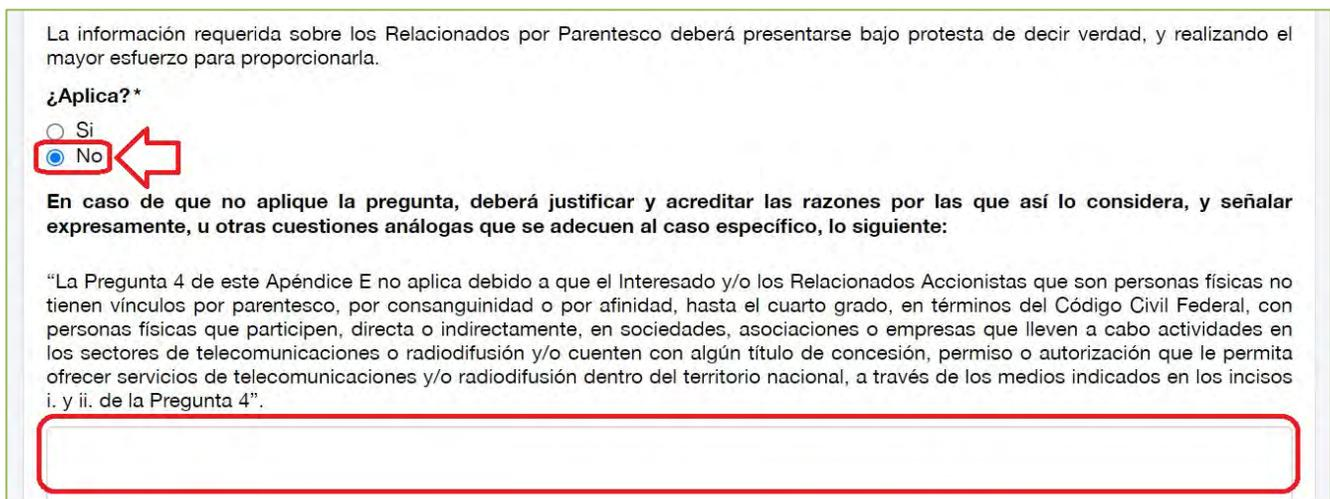 La información requerida sobre los Relacionados por Parentesco deberá presentarse bajo protesta de decir verdad, y realizando el
mayor esfuerzo para proporcionarla.
¿Aplica?*
Si
No
En caso de que no aplique la pregunta, deberá justificar y acreditar las razones por las que así lo considera, y señalar
expresamente, u otras cuestiones análogas que se adecuen al caso específico, lo siguiente:
“La Pregunta 4 de este Apéndice E no aplica debido a que el Interesado y/o los Relacionados Accionistas que son personas físicas no
tienen vínculos por parentesco, por consanguinidad o por afinidad, hasta el cuarto grado, en términos del Código Civil Federal, con
personas físicas que participen, directa o indirectamente, en sociedades, asociaciones o empresas que lleven a cabo actividades en
los sectores de telecomunicaciones o radiodifusión y/o cuenten con algún título de concesión, permiso o autorización que le permita
ofrecer servicios de telecomunicaciones y/o radiodifusión dentro del territorio nacional, a través de los medios indicados en los incisos
i. y ii. de la Pregunta 4”.